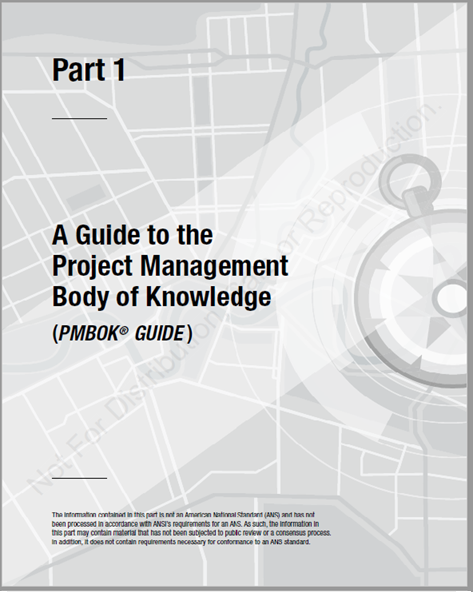 Part 1
A Guide to the
Project Management
Body of Knowledge
(PMBOK® GUIDE)
Not For Distribution, Sale or Reproduction.
The information contained in this part is not an American National Standard (ANS) and has not
been processed in accordance with ANSI's requirements for an ANS. As such, the information in
this part may contain material that has not been subjected to public review or a consensus process.
In addition, it does not contain requirements necessary for conformance to an ANS standard.